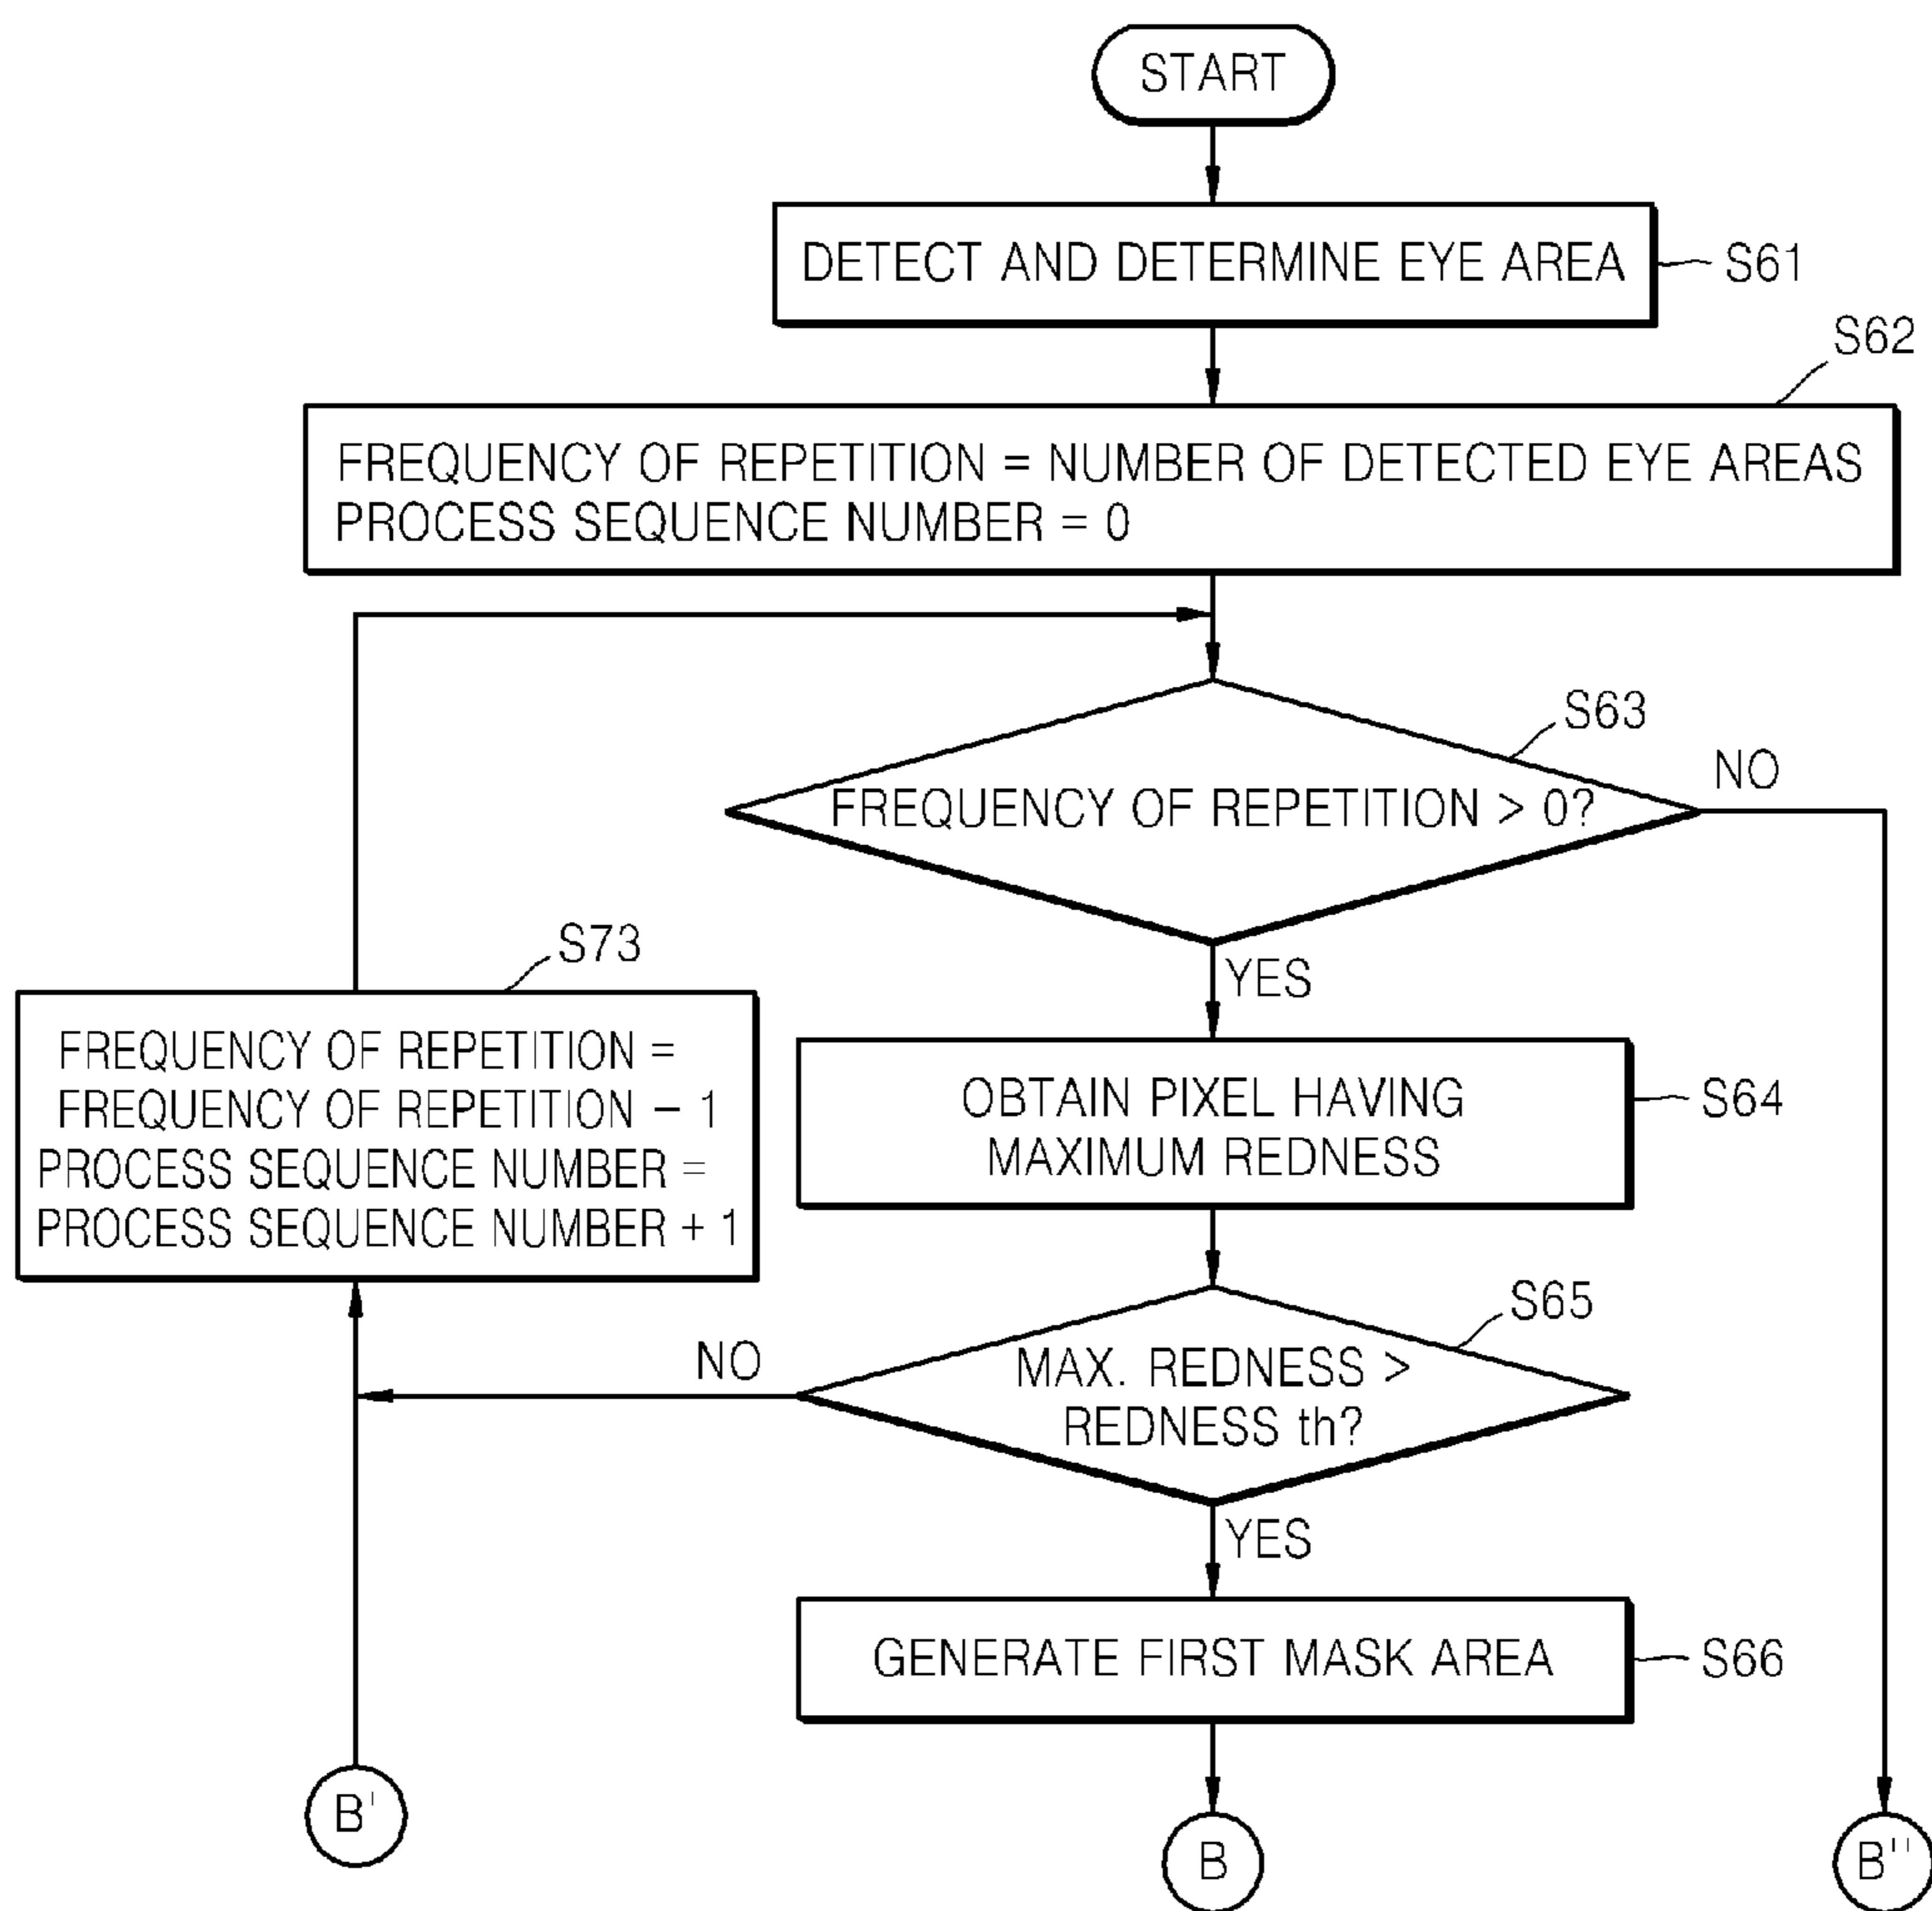 START
DETECT AND DETERMINE EYE AREA
S61
S62
FREQUENCY OF REPETITION = NUMBER OF DETECTED EYE AREAS
PROCESS SEQUENCE NUMBER = 0
S63
FREQUENCY OF REPETITION > 0?
NO
YES
S73
FREQUENCY OF REPETITION =
FREQUENCY OF REPETITION – 1
PROCESS SEQUENCE NUMBER =
PROCESS SEQUENCE NUMBER + 1
OBTAIN PIXEL HAVING
MAXIMUM REDNESS
S64
S65
MAX. REDNESS >
REDNESS th?
NO
YES
GENERATE FIRST MASK AREA
S66
B'
B
B''